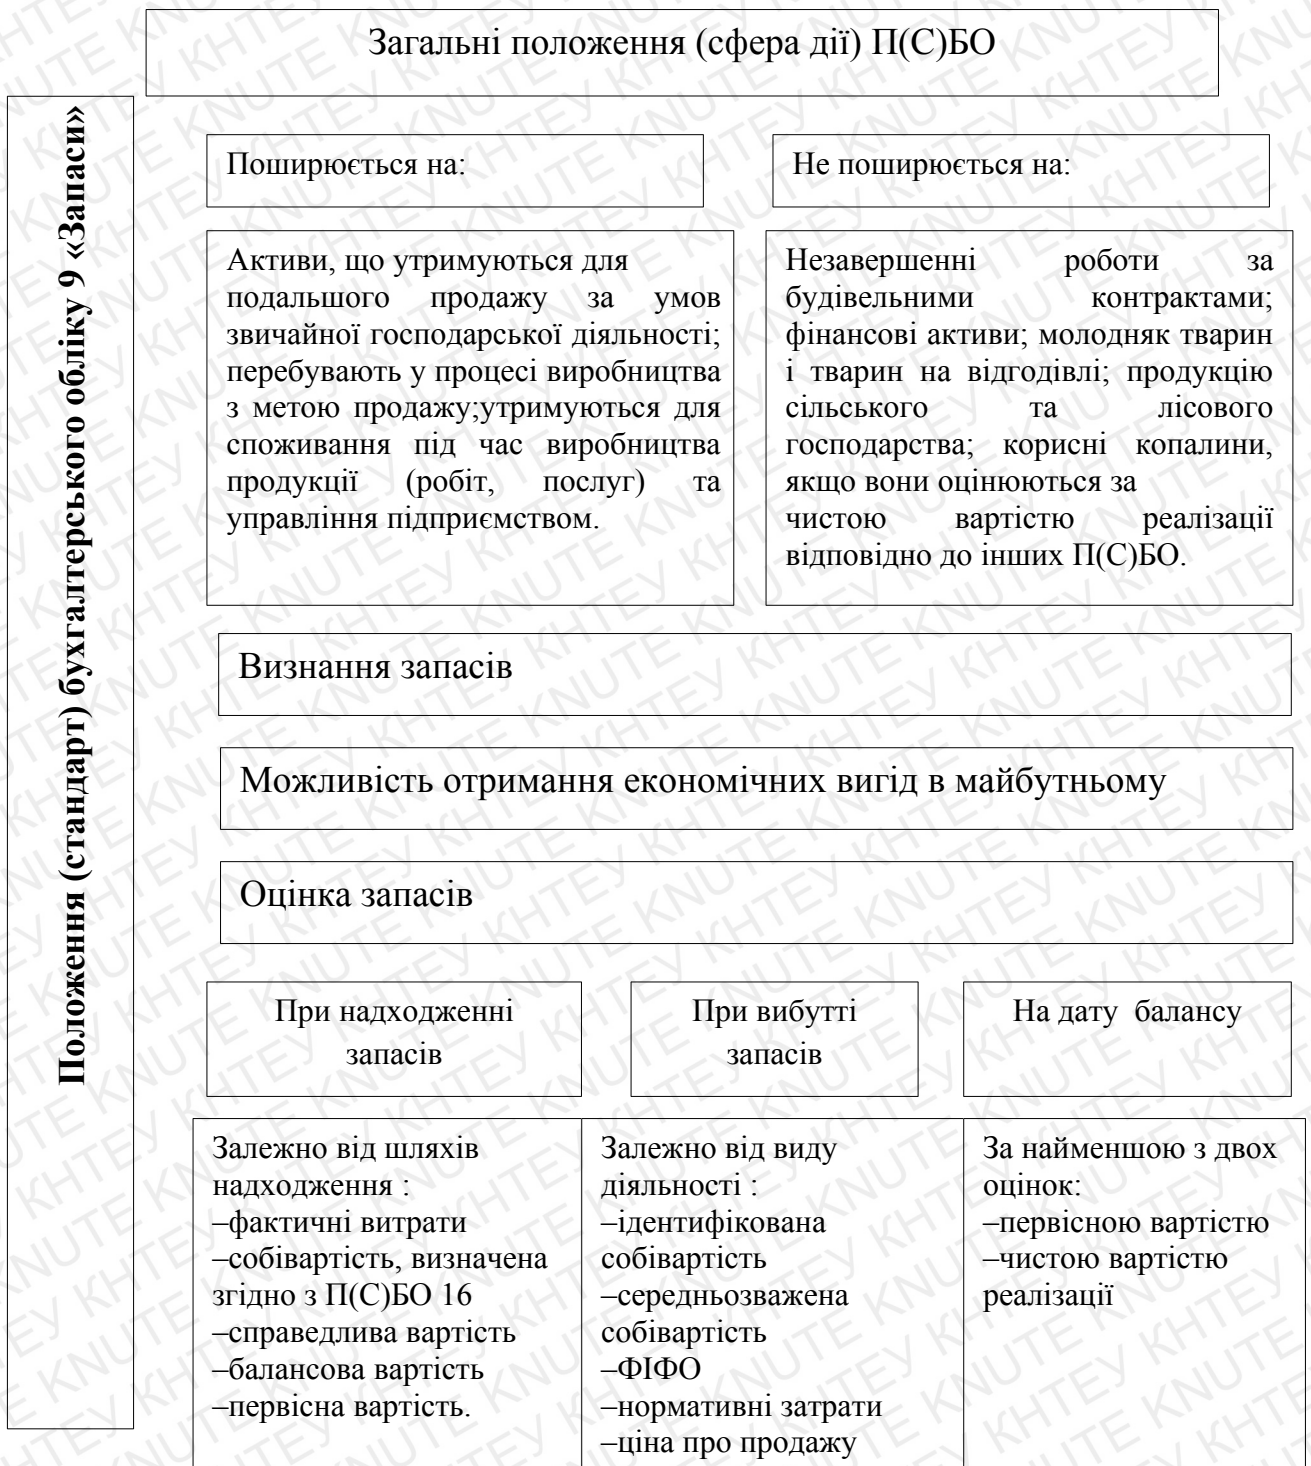 Загальні положення (сфера дії) П(С)БО
Положення (стандарт) бухгалтерського обліку 9 «Запаси»
Поширюється на:
Не поширюється на:
Активи, що утримуються для
подальшого продажу за умов
звичайної господарської діяльності;
перебувають у процесі виробництва
з метою продажу;утримуються для
споживання під час виробництва
продукції (робіт, послуг) та
управління підприємством.
Незавершенні роботи за
будівельними контрактами;
фінансові активи; молодняк тварин
і тварин на відгодівлі; продукцію
сільського та лісового
господарства; корисні копалини,
якщо вони оцінюються за
чистою вартістю реалізації
відповідно до інших П(С)БО.
Визнання запасів
Можливість отримання економічних вигід в майбутньому
Оцінка запасів
При надходженні
запасів
При вибутті
запасів
На дату балансу
Залежно від шляхів
надходження :
–фактичні витрати
–собівартість, визначена
згідно з П(С)БО 16
–справедлива вартість
–балансова вартість
–первісна вартість.
Залежно від виду
діяльності :
–ідентифікована
собівартість
–середньозважена
собівартість
–ФІФО
–нормативні затрати
–ціна про продажу
За найменшою з двох
оцінок:
–первісною вартістю
–чистою вартістю
реалізації